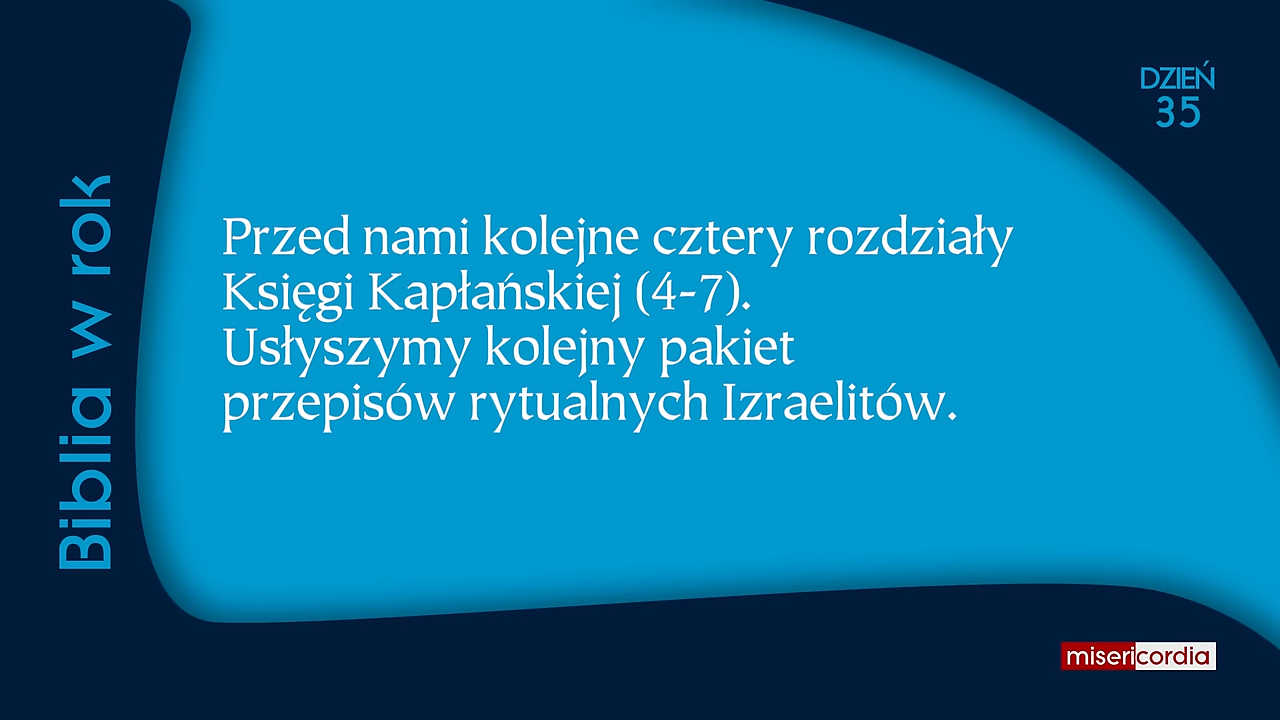 Biblia w rok
DZIEŃ
35
Przed nami kolejne cztery rozdziały
Księgi Kapłańskiej (4-7).
Usłyszymy kolejny pakiet
przepisów rytualnych Izraelitów.
misericordia